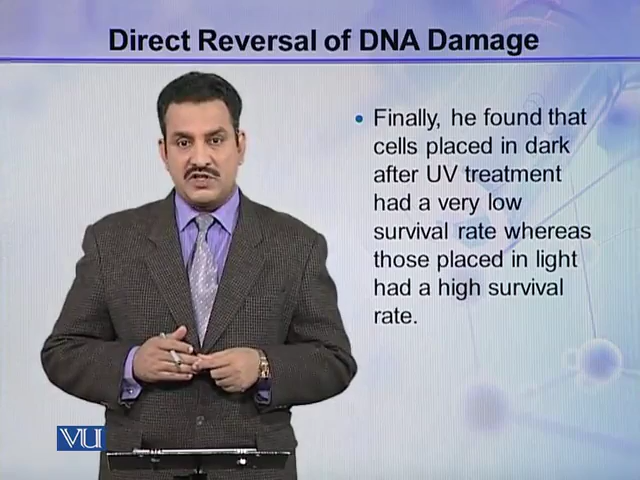 Direct Reversal of DNA Damage
• Finally, he found that
cells placed in dark
after UV treatment
had a very low
survival rate whereas
those placed in light
had a high survival
rate.
VU